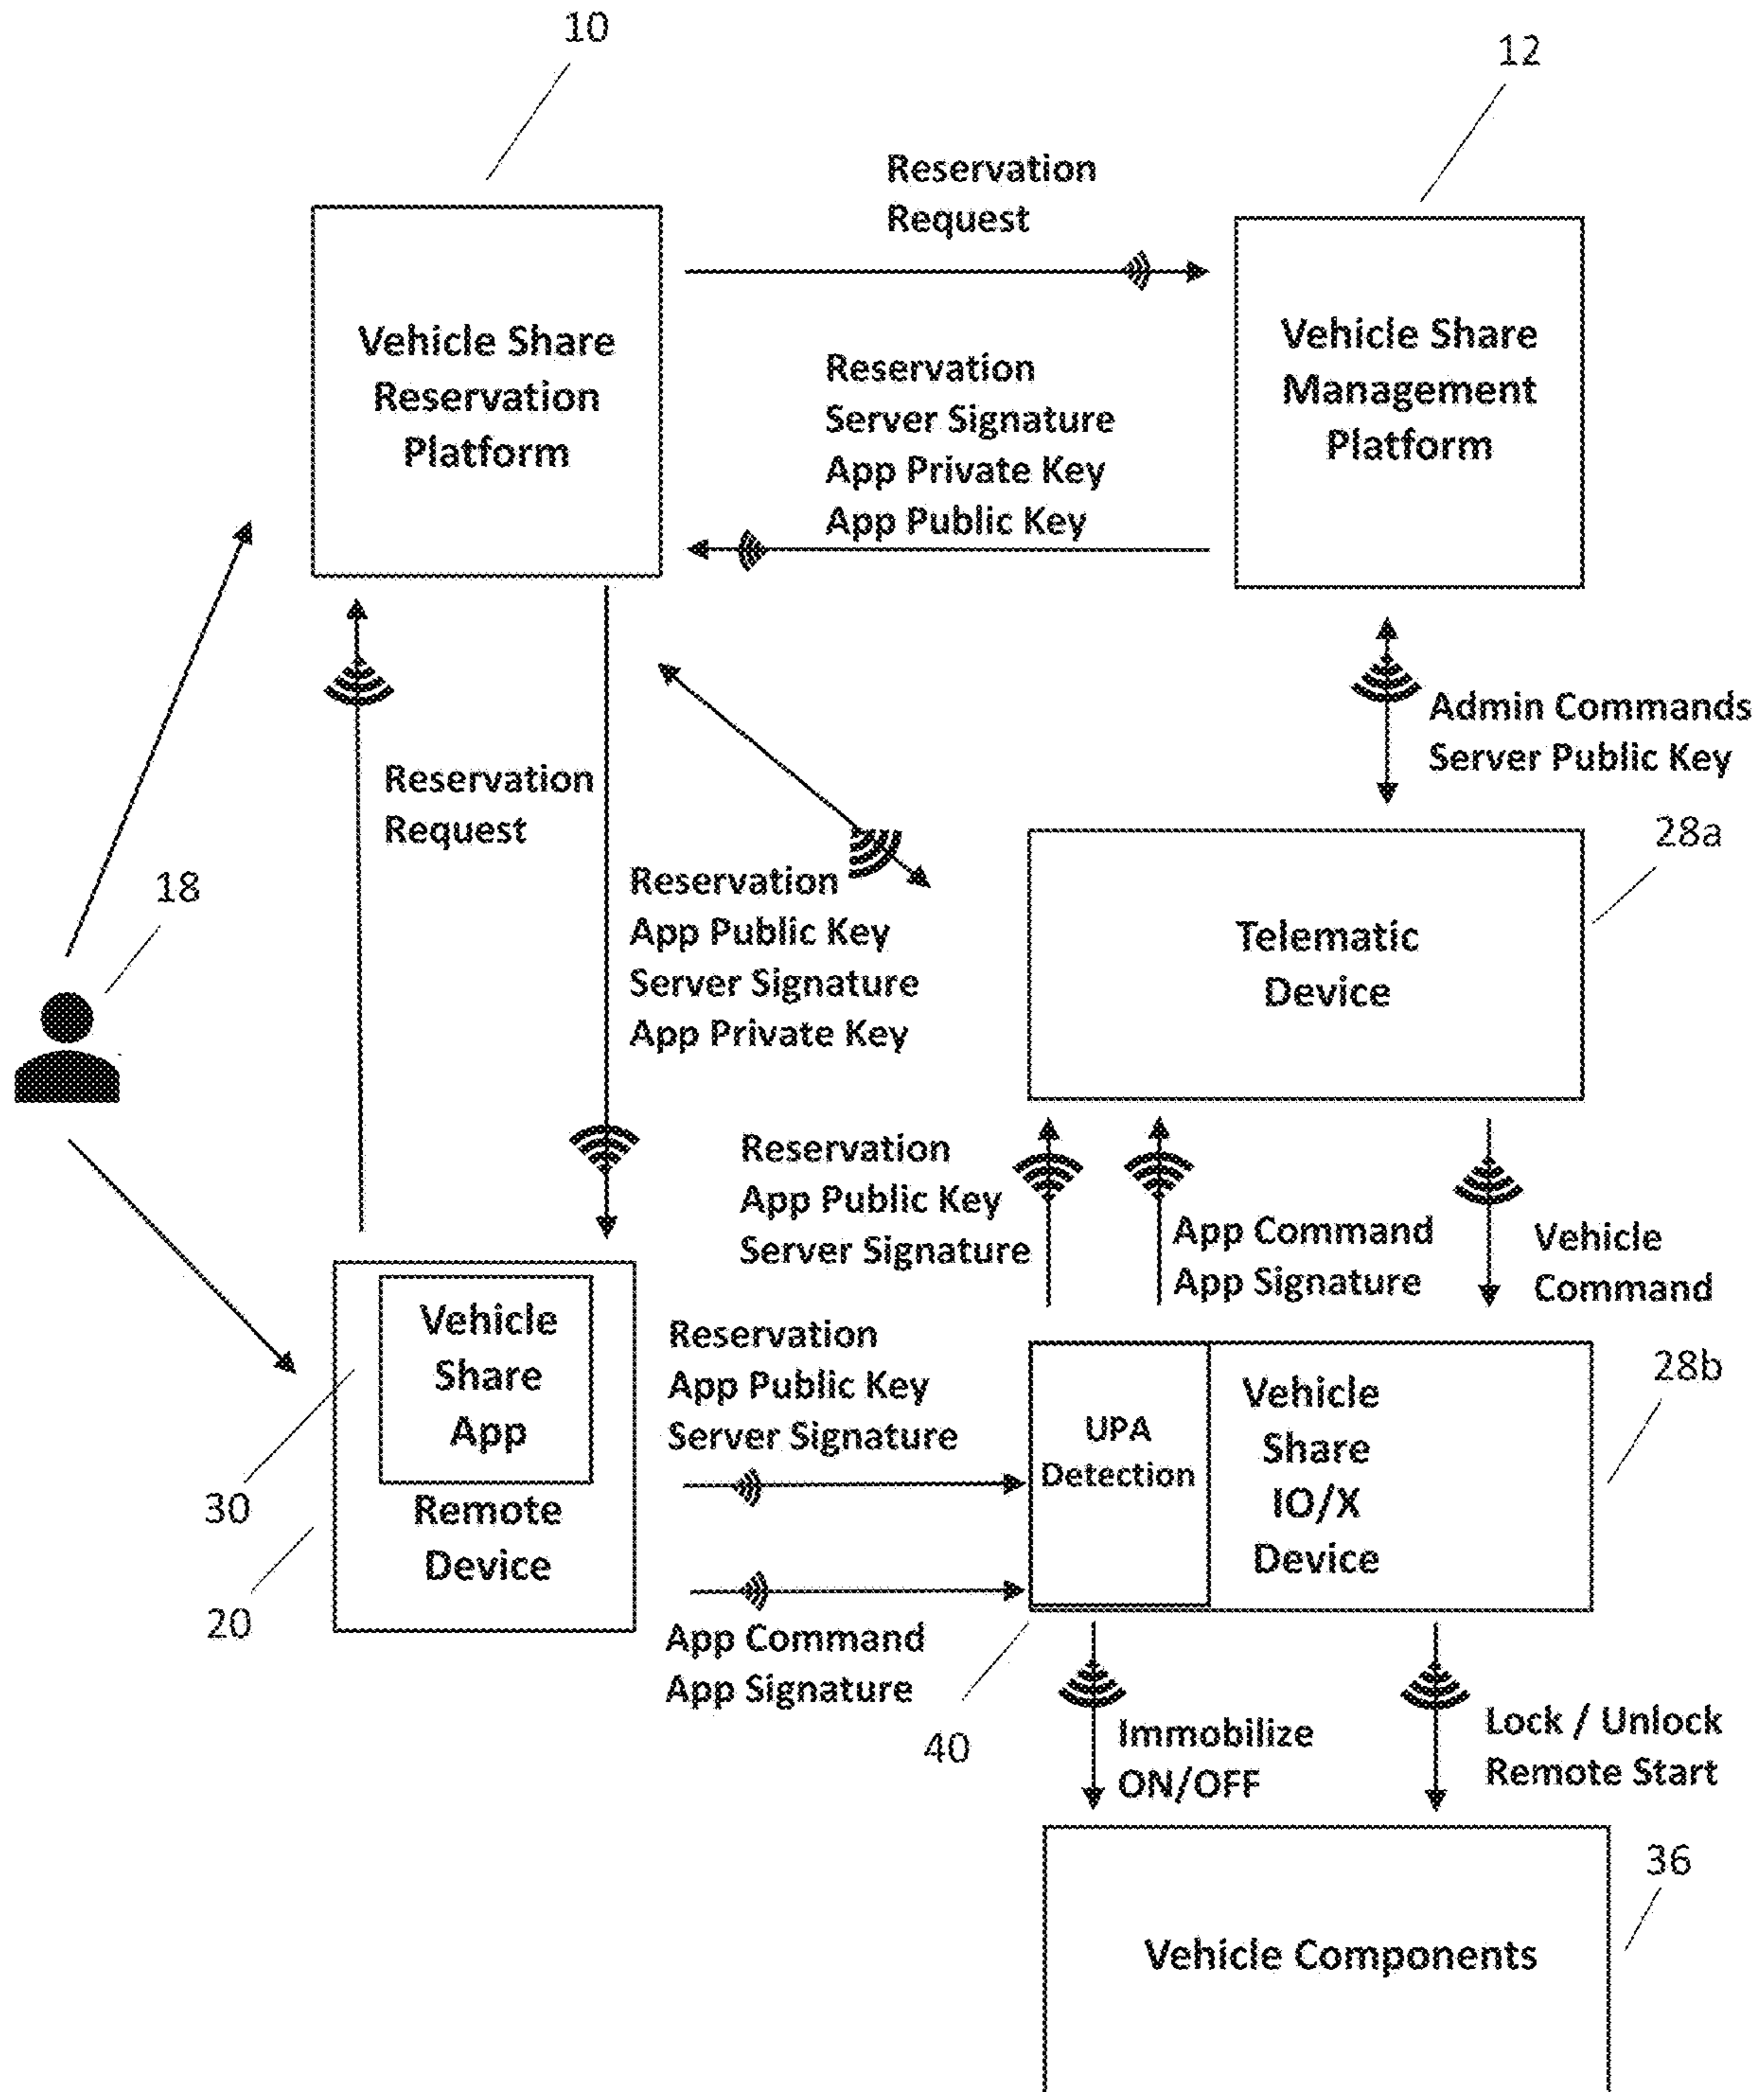 10
12
Reservation
Request
Vehicle Share
Reservation
Platform
Vehicle Share
Management
Platform
Reservation
Server Signature
App Private Key
App Public Key
Admin Commands
Server Public Key
Reservation
Request
28a
18
Reservation
App Public Key
Server Signature
App Private Key
Telematic
Device
Reservation
App Public Key
Server Signature
App Command
App Signature
Vehicle
Command
Vehicle
Share
App
Remote
Device
30
20
Reservation
App Public Key
Server Signature
App Command
App Signature
UPA
Detection
Vehicle
Share
IO/X
Device
28b
40
Immobilize
ON/OFF
Lock / Unlock
Remote Start
36
Vehicle Components